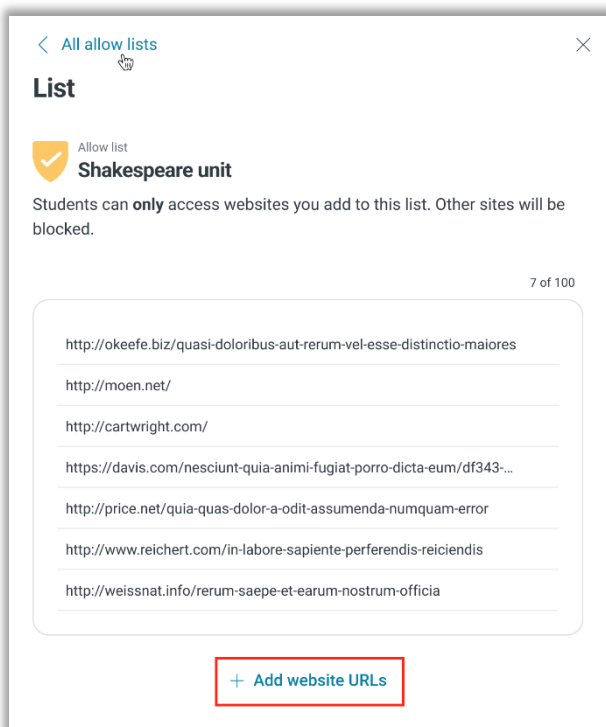 All allow lists
List
Allow list
Shakespeare unit
Students can only access websites you add to this list. Other sites will be
blocked.
7 of 100
http://okeefe.biz/quasi-doloribus-aut-rerum-vel-esse-distinctio-maiores
http://moen.net/
http://cartwright.com/
https://davis.com/nesciunt-quia-animi-fugiat-porro-dicta-eum/df343-...
http://price.net/quia-quas-dolor-a-odit-assumenda-numquam-error
http://www.reichert.com/in-labore-sapiente-perferendis-reiciendis
http://weissnat.info/rerum-saepe-et-earum-nostrum-officia
+ Add website URLs